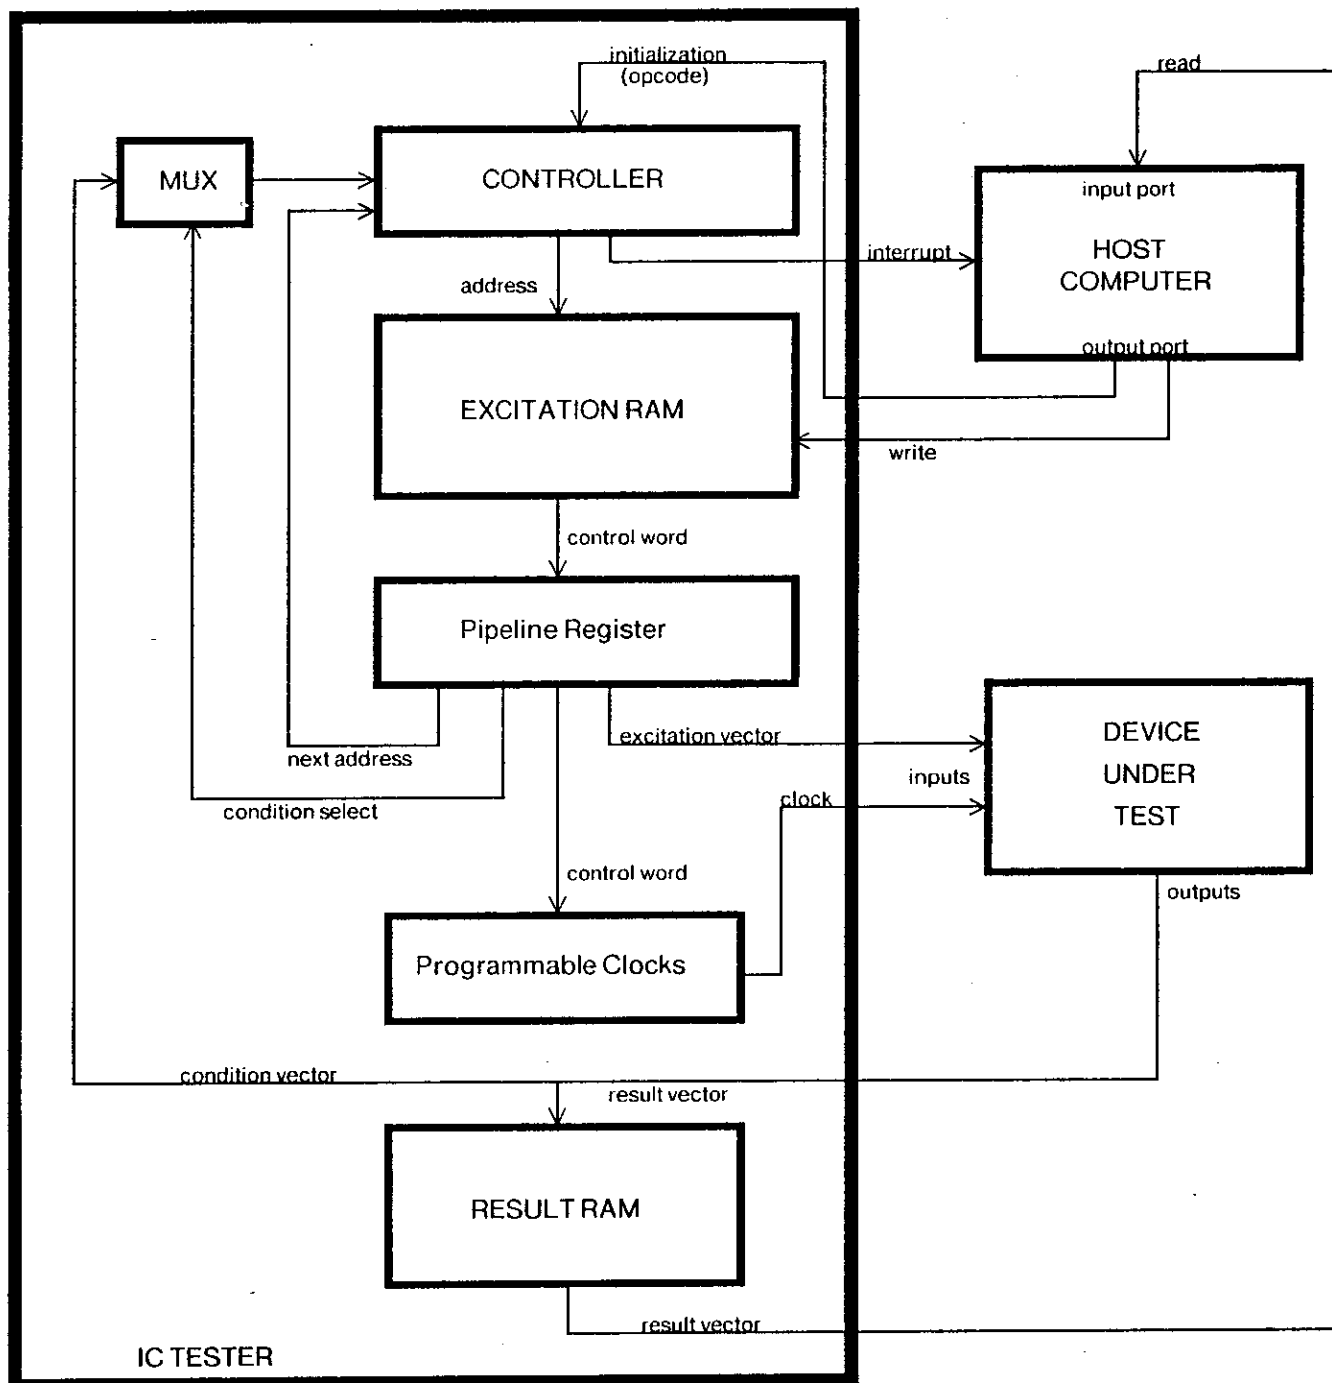 initialization
(opcode)
read
MUX
CONTROLLER
input port
HOST
COMPUTER
interrupt
address
output port
EXCITATION RAM
write
control word
Pipeline Register
excitation vector
next address
condition select
inputs
clock
DEVICE
UNDER
TEST
control word
outputs
Programmable Clocks
condition vector
result vector
RESULT RAM
result vector
IC TESTER